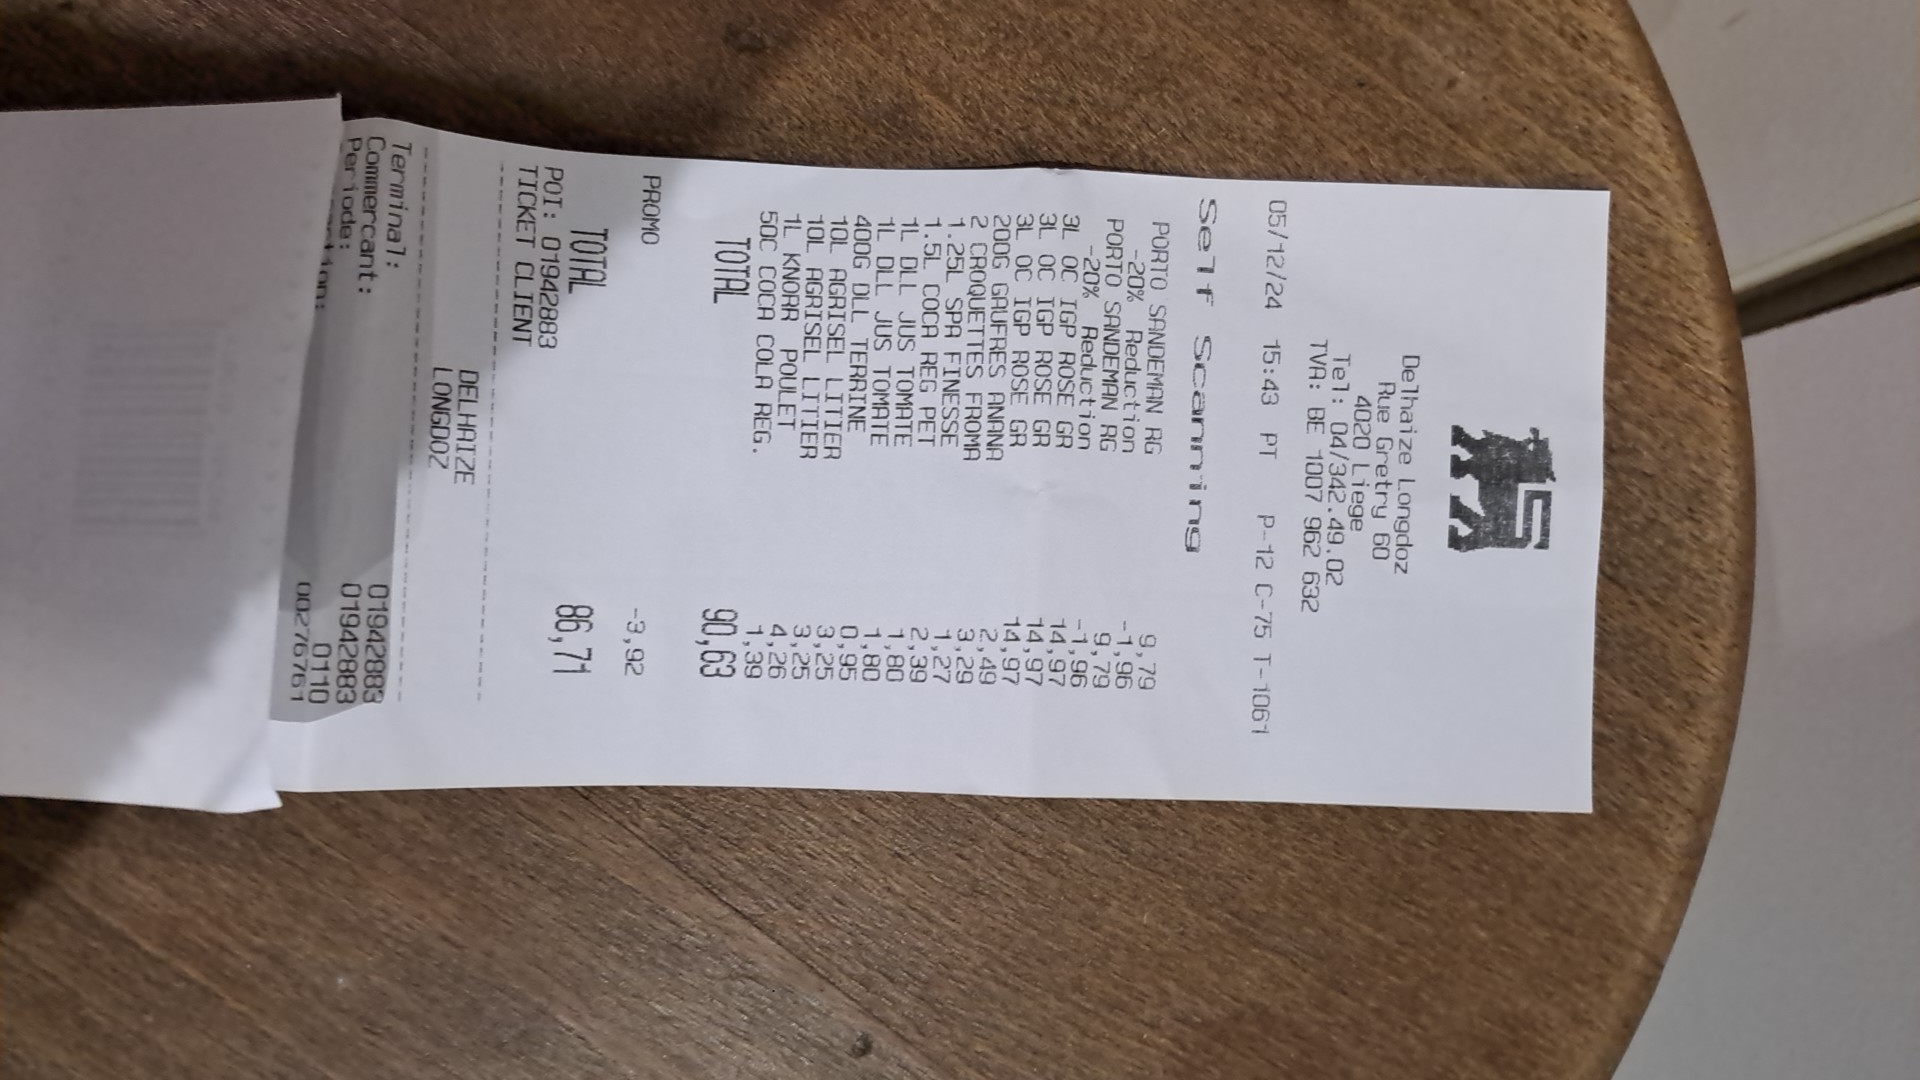 Delhaize Longdoz
Rue Gretry 60
4020 Liege
Tel: 04/342.49.02
TVA: BE 1007 962 632
05/12/24 15:43 PT P-12 C-75 T-1061
Self Scanning
PORTO SANDEMAN RG 9,79
-20% Reduction -1,96
PORTO SANDEMAN RG 9,79
-20% Reduction -1,96
3L OC IGP ROSE GR 14,97
3L OC IGP ROSE GR 14,97
3L OC IGP ROSE GR 14,97
200G GAUFRES ANANA 2,49
2 CROQUETTES FROMA 3,29
1.25L SPA FINESSE 1,27
1.5L COCA REG PET 2,39
1L DLL JUS TOMATE 1,80
1L DLL JUS TOMATE 1,80
400G DLL TERRINE 0,95
10L AGRISEL LITIER 3,25
10L AGRISEL LITIER 3,25
1L KNORR POULET 4,26
50C COCA COLA REG. 1,39
TOTAL 90,63
PROMO -3,92
TOTAL 86,71
POI: 01942883
TICKET CLIENT
DELHAIZE
LONGDOZ
Terminal: 01942883
Commercant: 01942883
Periode: 0110
00276761